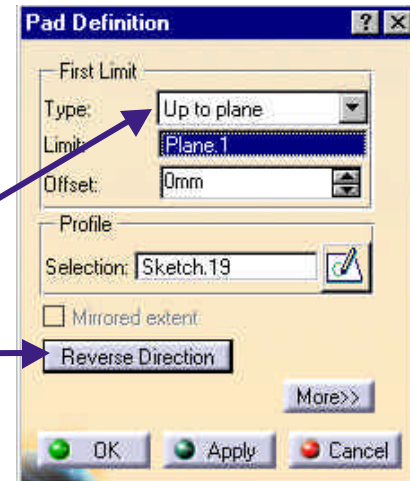 Pad Definition ? ×
First Limit
Type: Up to plane
Limit: Plane.1
Offset: 0mm
Profile
Selection: Sketch.19
Mirrored extent
Reverse Direction
More>>
OK Apply Cancel